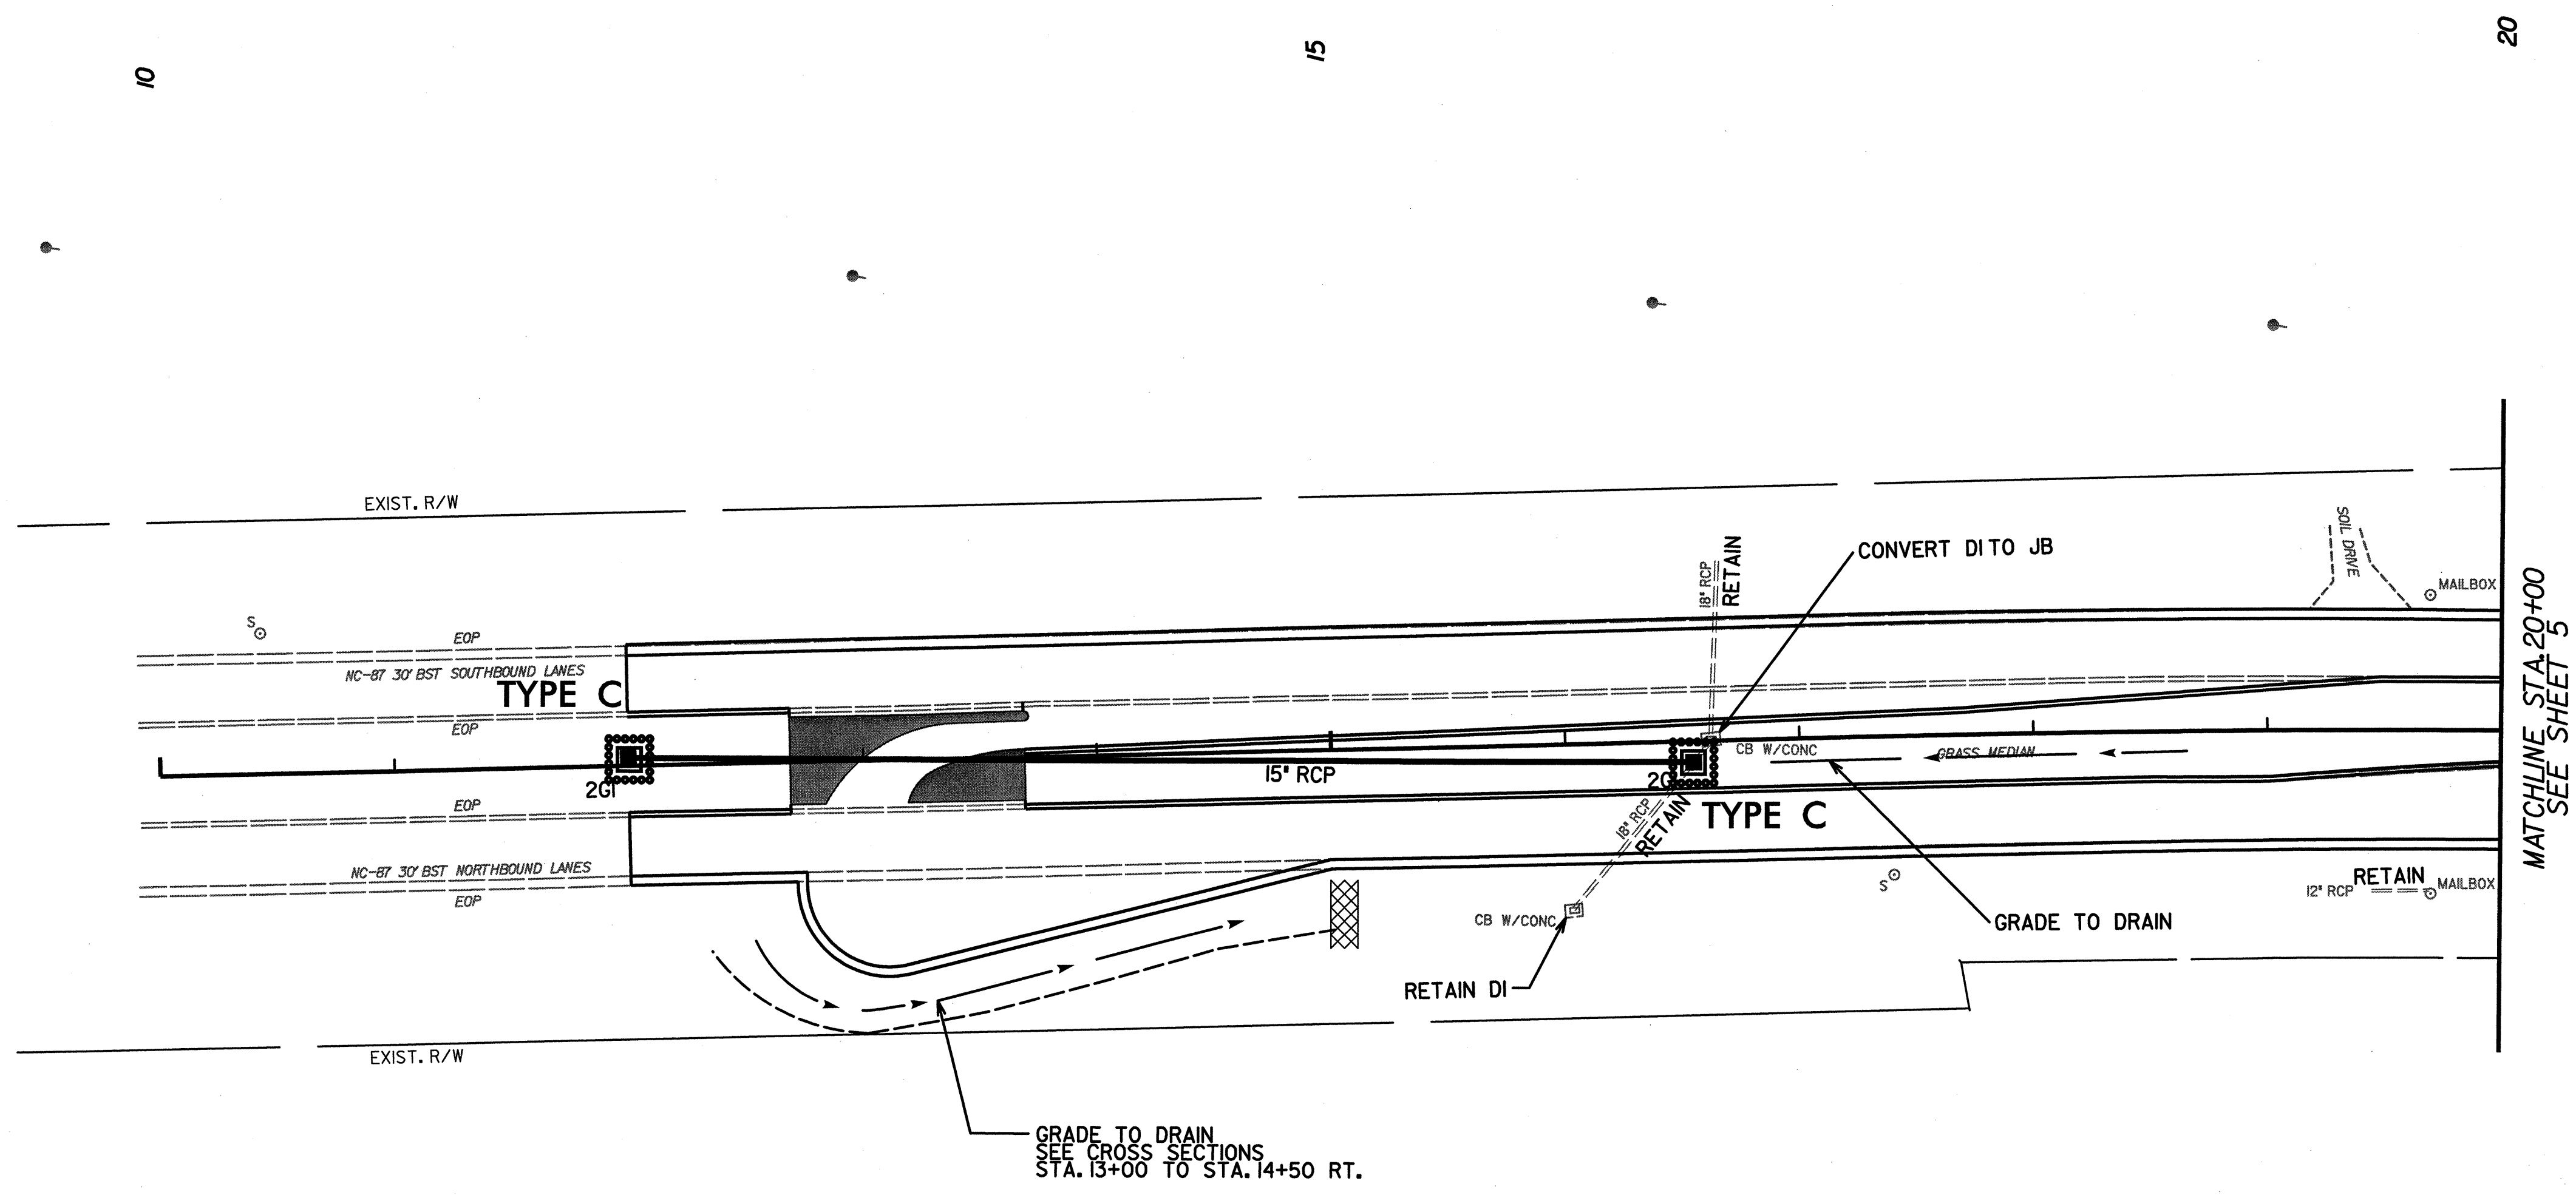 10
15
20
EXIST. R/W
SOIL DRIVE
CONVERT DI TO JB
18" RCP
RETAIN
MAILBOX
S
EOP
NC-87 30' BST SOUTHBOUND LANES
TYPE C
EOP
CB W/CONC
GRASS MEDIAN
2GI
15" RCP
2GI
EOP
18" RCP
RETAIN
TYPE C
MATCHLINE STA.20+00
SEE SHEET 5
NC-87 30' BST NORTHBOUND LANES
EOP
S
12" RCP
RETAIN
MAILBOX
CB W/CONC
GRADE TO DRAIN
RETAIN DI
EXIST. R/W
GRADE TO DRAIN
SEE CROSS SECTIONS
STA.13+00 TO STA.14+50 RT.